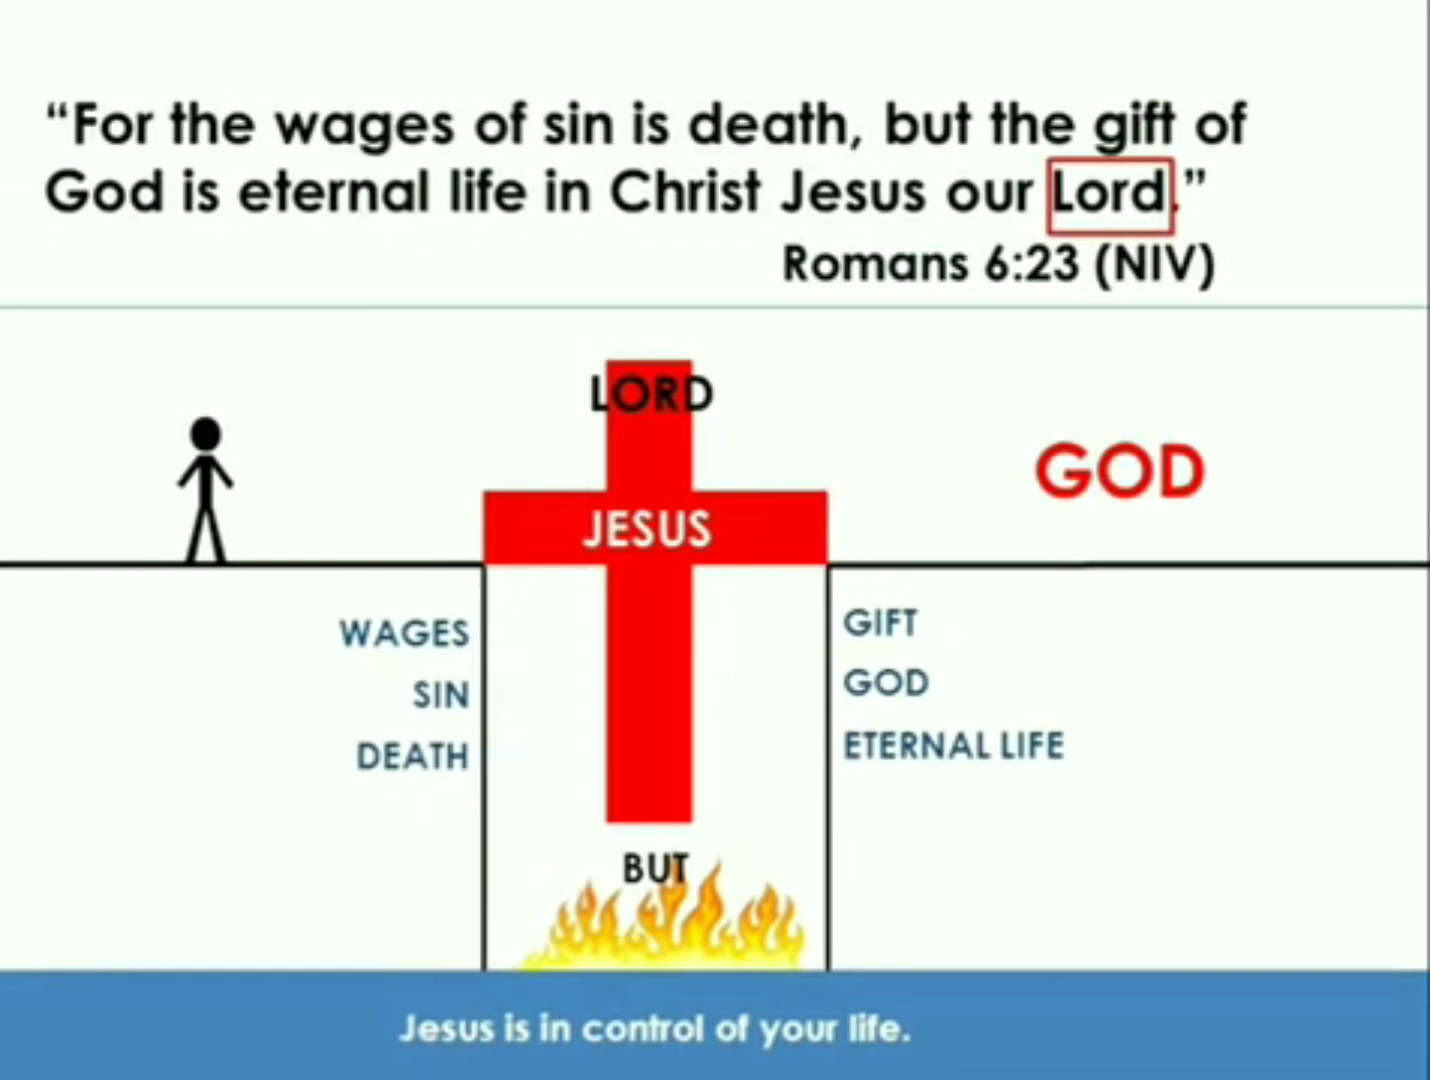 “For the wages of sin is death, but the gift of
God is eternal life in Christ Jesus our Lord.”
Romans 6:23 (NIV)
LORD
GOD
JESUS
WAGES
SIN
DEATH
GIFT
GOD
ETERNAL LIFE
BUT
Jesus is in control of your life.